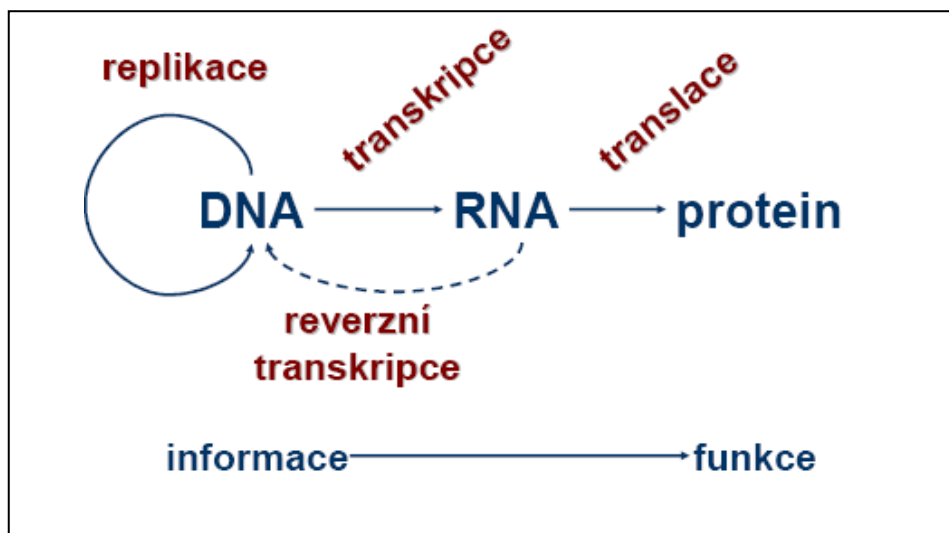 replikace
transkripce
translace
DNA
RNA
protein
reverzní
transkripce
informace
funkce